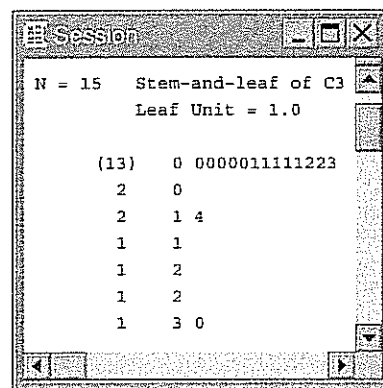 Session
N = 15 Stem-and-leaf of C3
Leaf Unit = 1.0
(13) 0 0000011111223
2 0
2 1 4
1 1
1 2
1 2
1 3 0